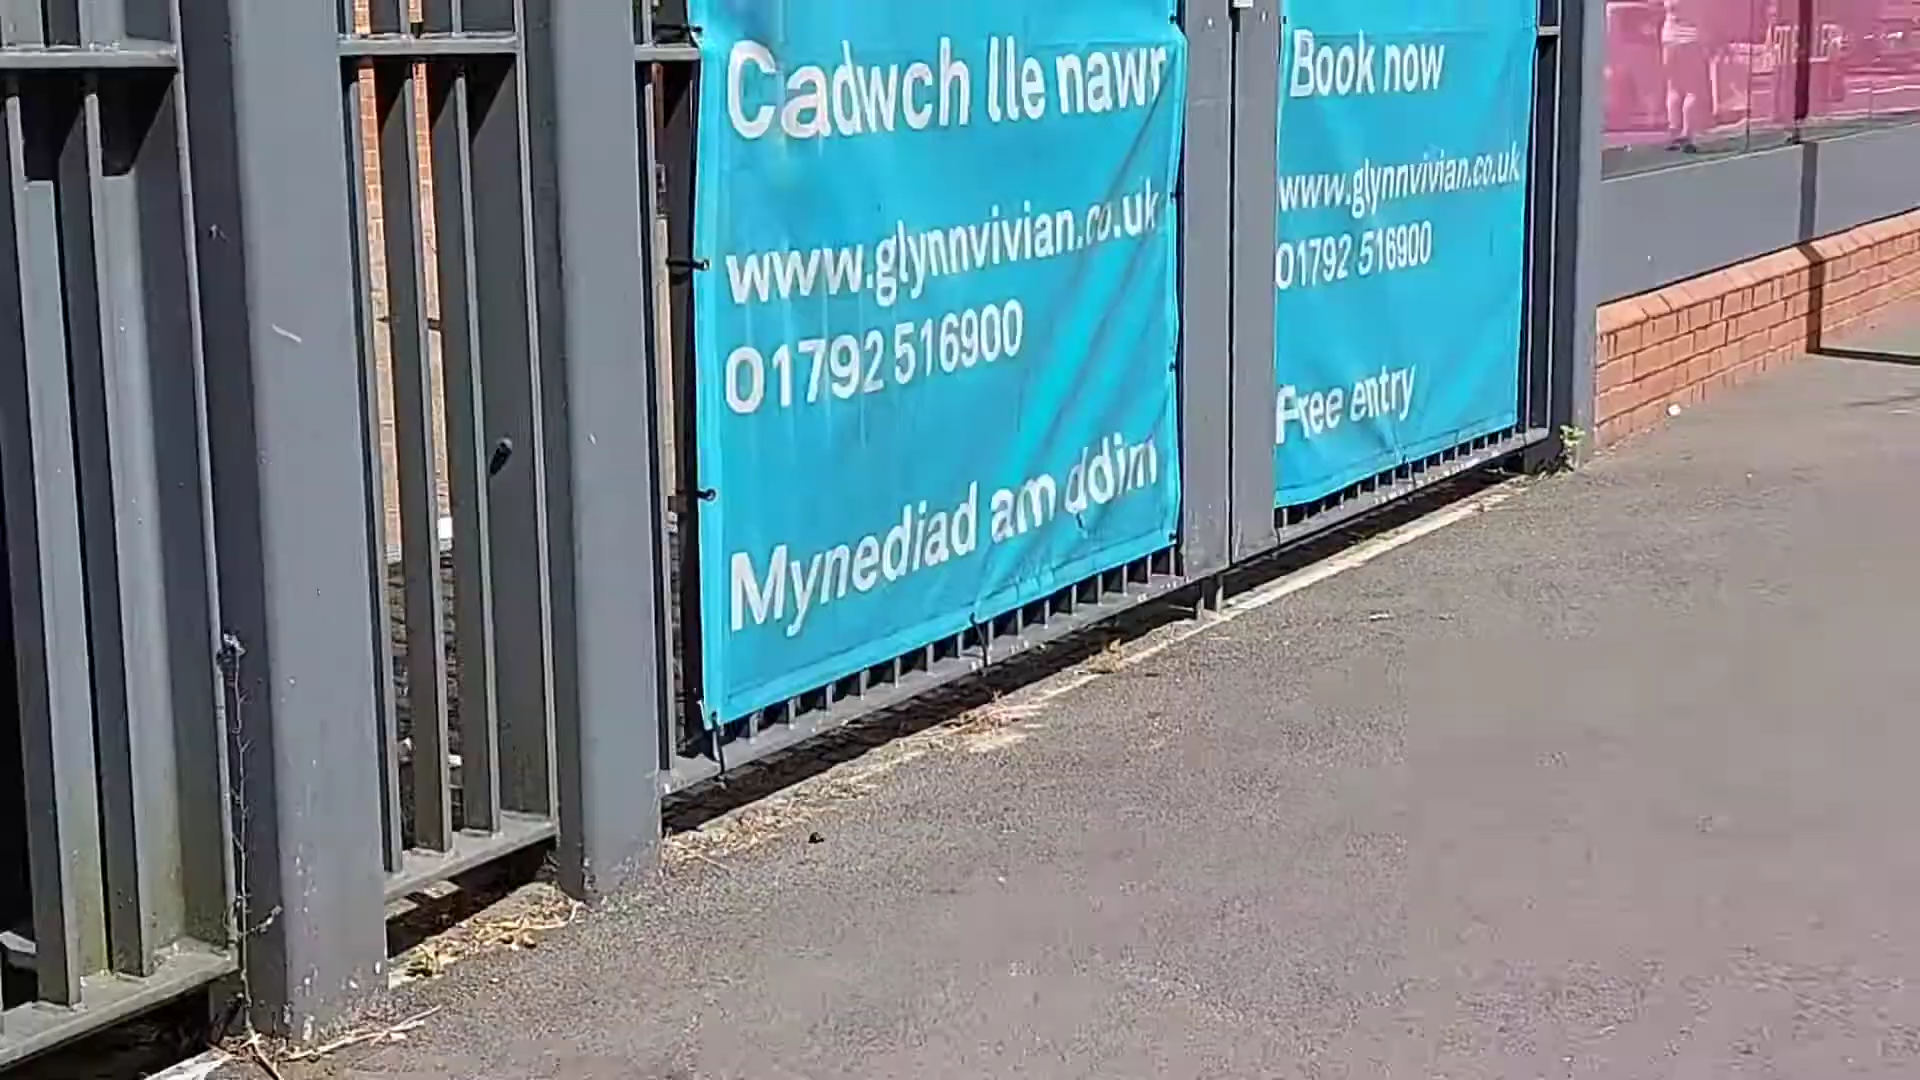 Cadwch lle nawr
www.glynnvivian.co.uk
01792 516900
Mynediad am ddim
Book now
www.glynnvivian.co.uk
01792 516900
Free entry